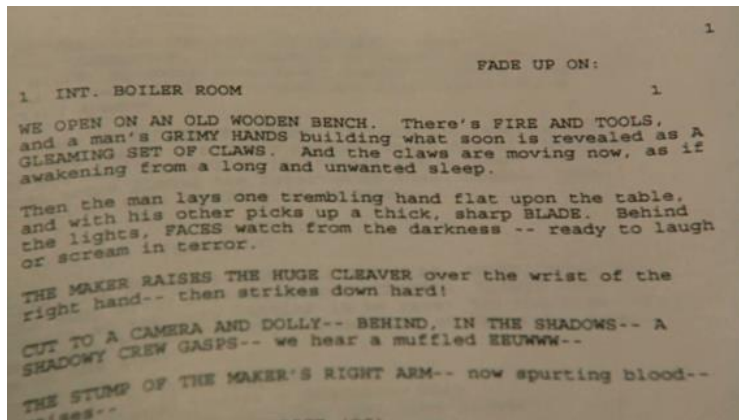 1
FADE UP ON:
1 INT. BOILER ROOM 1
WE OPEN ON AN OLD WOODEN BENCH. There's FIRE AND TOOLS,
and a man's GRIMY HANDS building what soon is revealed as A
GLEAMING SET OF CLAWS. And the claws are moving now, as if
awakening from a long and unwanted sleep.
Then the man lays one trembling hand flat upon the table,
and with his other picks up a thick, sharp BLADE. Behind
the lights, FACES watch from the darkness -- ready to laugh
or scream in terror.
THE MAKER RAISES THE HUGE CLEAVER over the wrist of the
right hand-- then strikes down hard!
CUT TO A CAMERA AND DOLLY-- BEHIND, IN THE SHADOWS-- A
SHADOWY CREW GASPS-- we hear a muffled EEUWWW--
THE STUMP OF THE MAKER'S RIGHT ARM-- now spurting blood--